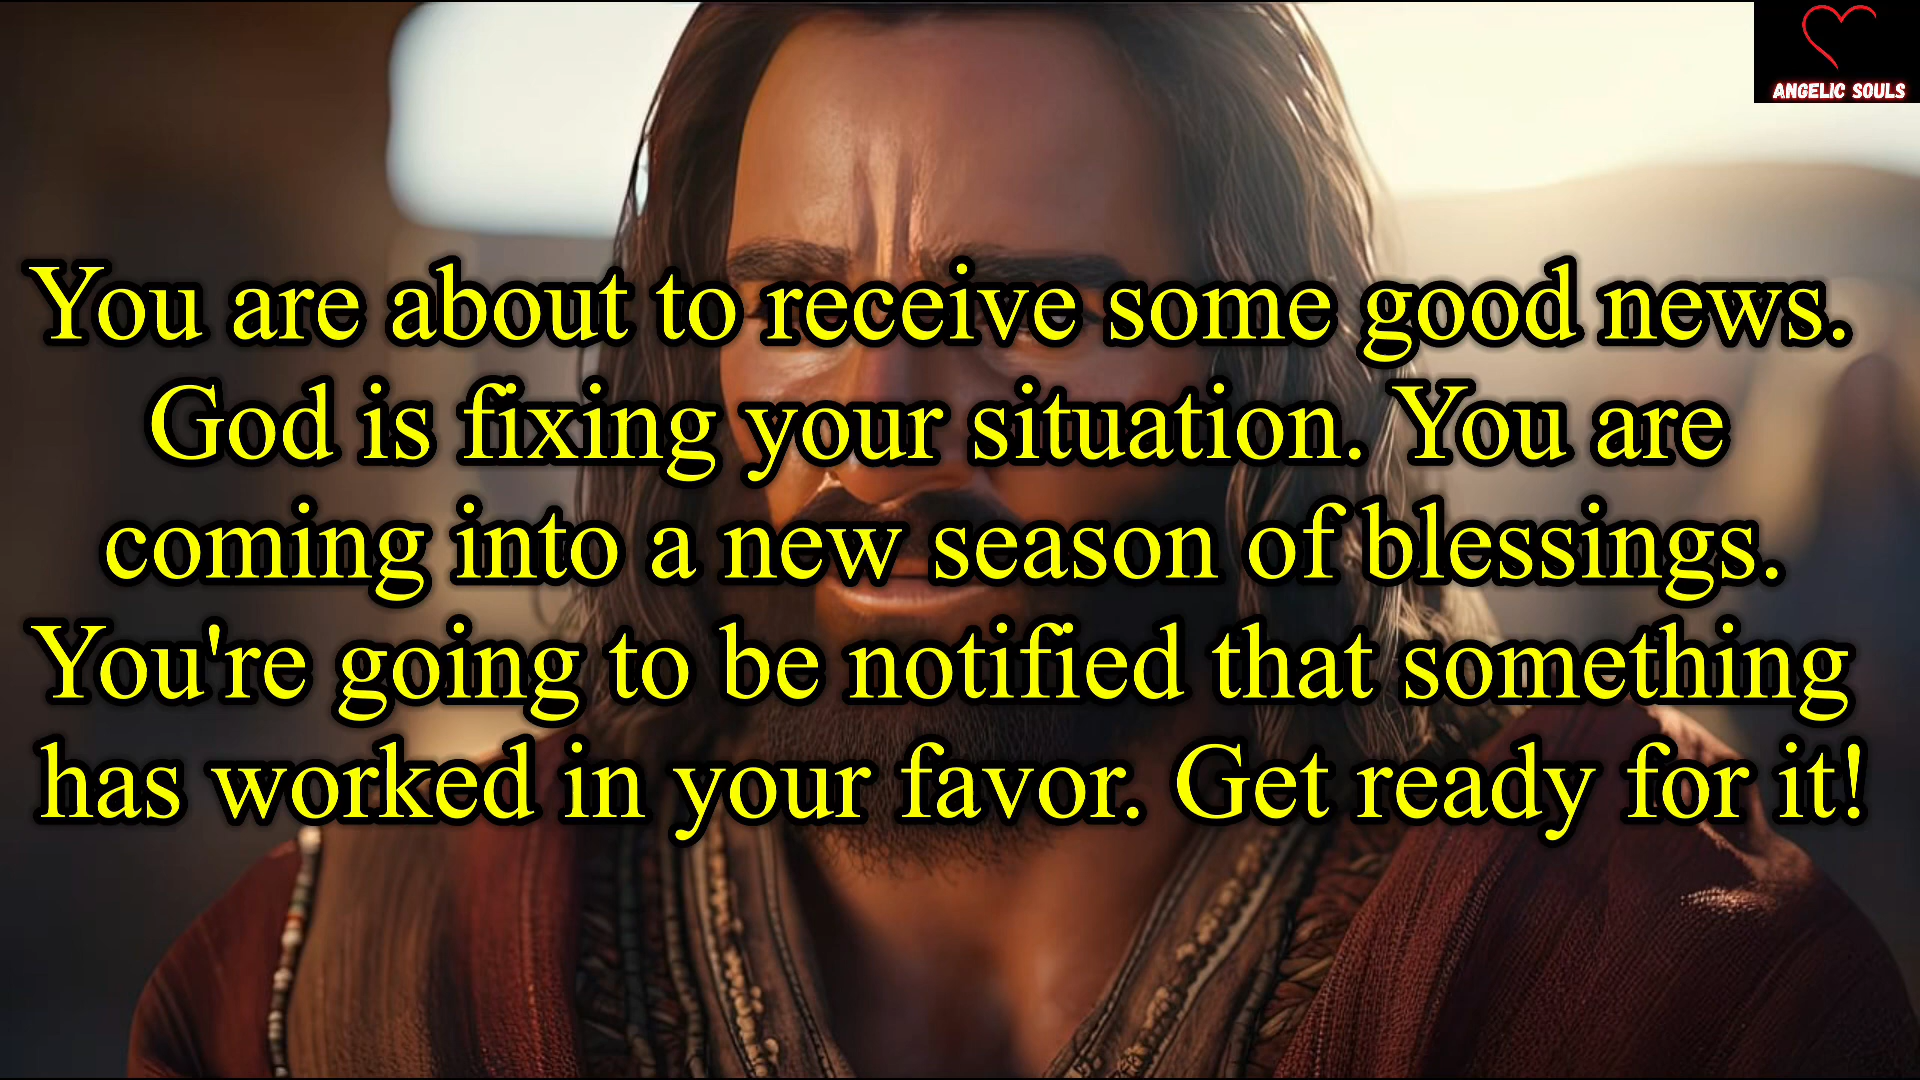 ANGELIC SOULS
You are about to receive some good news.
God is fixing your situation. You are
coming into a new season of blessings.
You're going to be notified that something
has worked in your favor. Get ready for it!